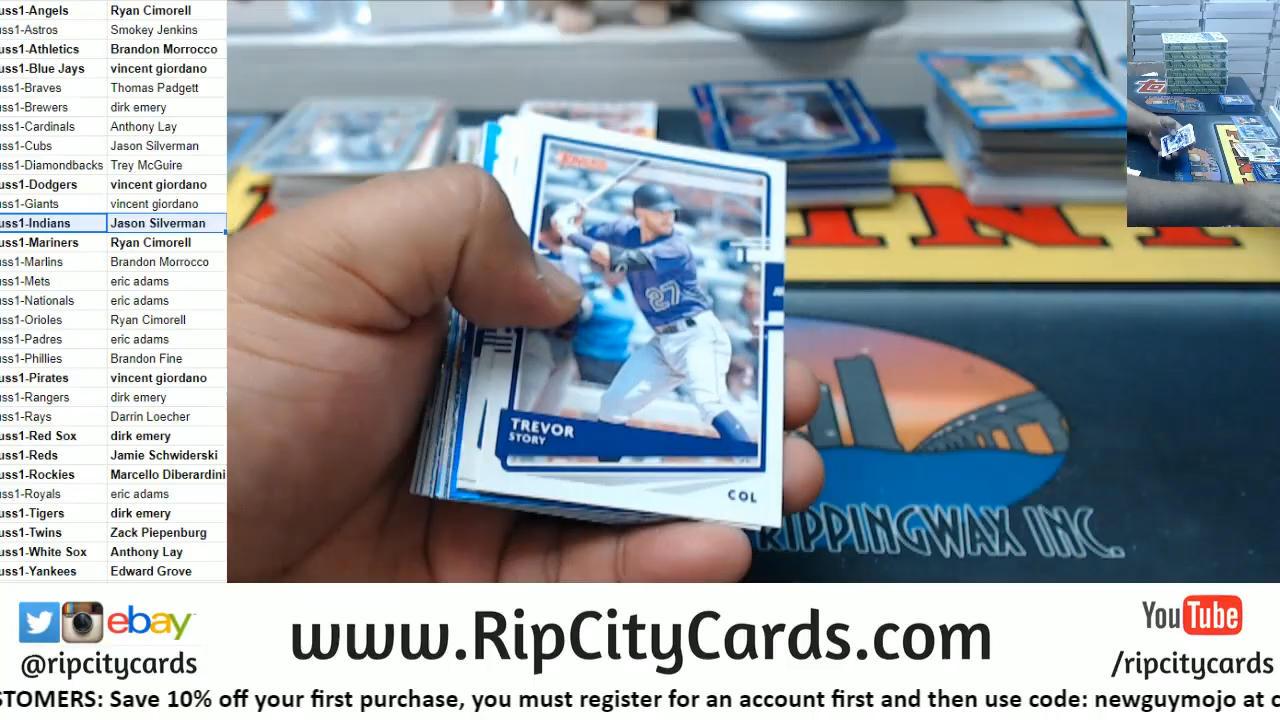 uss1-Angels Ryan Cimorell
uss1-Astros Smokey Jenkins
uss1-Athletics Brandon Morrocco
uss1-Blue Jays vincent giordano
uss1-Braves Thomas Padgett
uss1-Brewers dirk emery
uss1-Cardinals Anthony Lay
uss1-Cubs Jason Silverman
uss1-Diamondbacks Trey McGuire
uss1-Dodgers vincent giordano
uss1-Giants vincent giordano
uss1-Indians Jason Silverman
uss1-Mariners Ryan Cimorell
uss1-Marlins Brandon Morrocco
uss1-Mets eric adams
uss1-Nationals eric adams
uss1-Orioles Ryan Cimorell
uss1-Padres eric adams
uss1-Phillies Brandon Fine
uss1-Pirates vincent giordano
uss1-Rangers dirk emery
uss1-Rays Darrin Loecher
uss1-Red Sox dirk emery
uss1-Reds Jamie Schwiderski
uss1-Rockies Marcello Diberardini
uss1-Royals eric adams
uss1-Tigers dirk emery
uss1-Twins Zack Piepenburg
uss1-White Sox Anthony Lay
uss1-Yankees Edward Grove
27
TREVOR
STORY
COL
RIPPINGWAX INC.
ebay
@ripcitycards
www.RipCityCards.com
YouTube
/ripcitycards
STOMERS: Save 10% off your first purchase, you must register for an account first and then use code: newguymojo at c